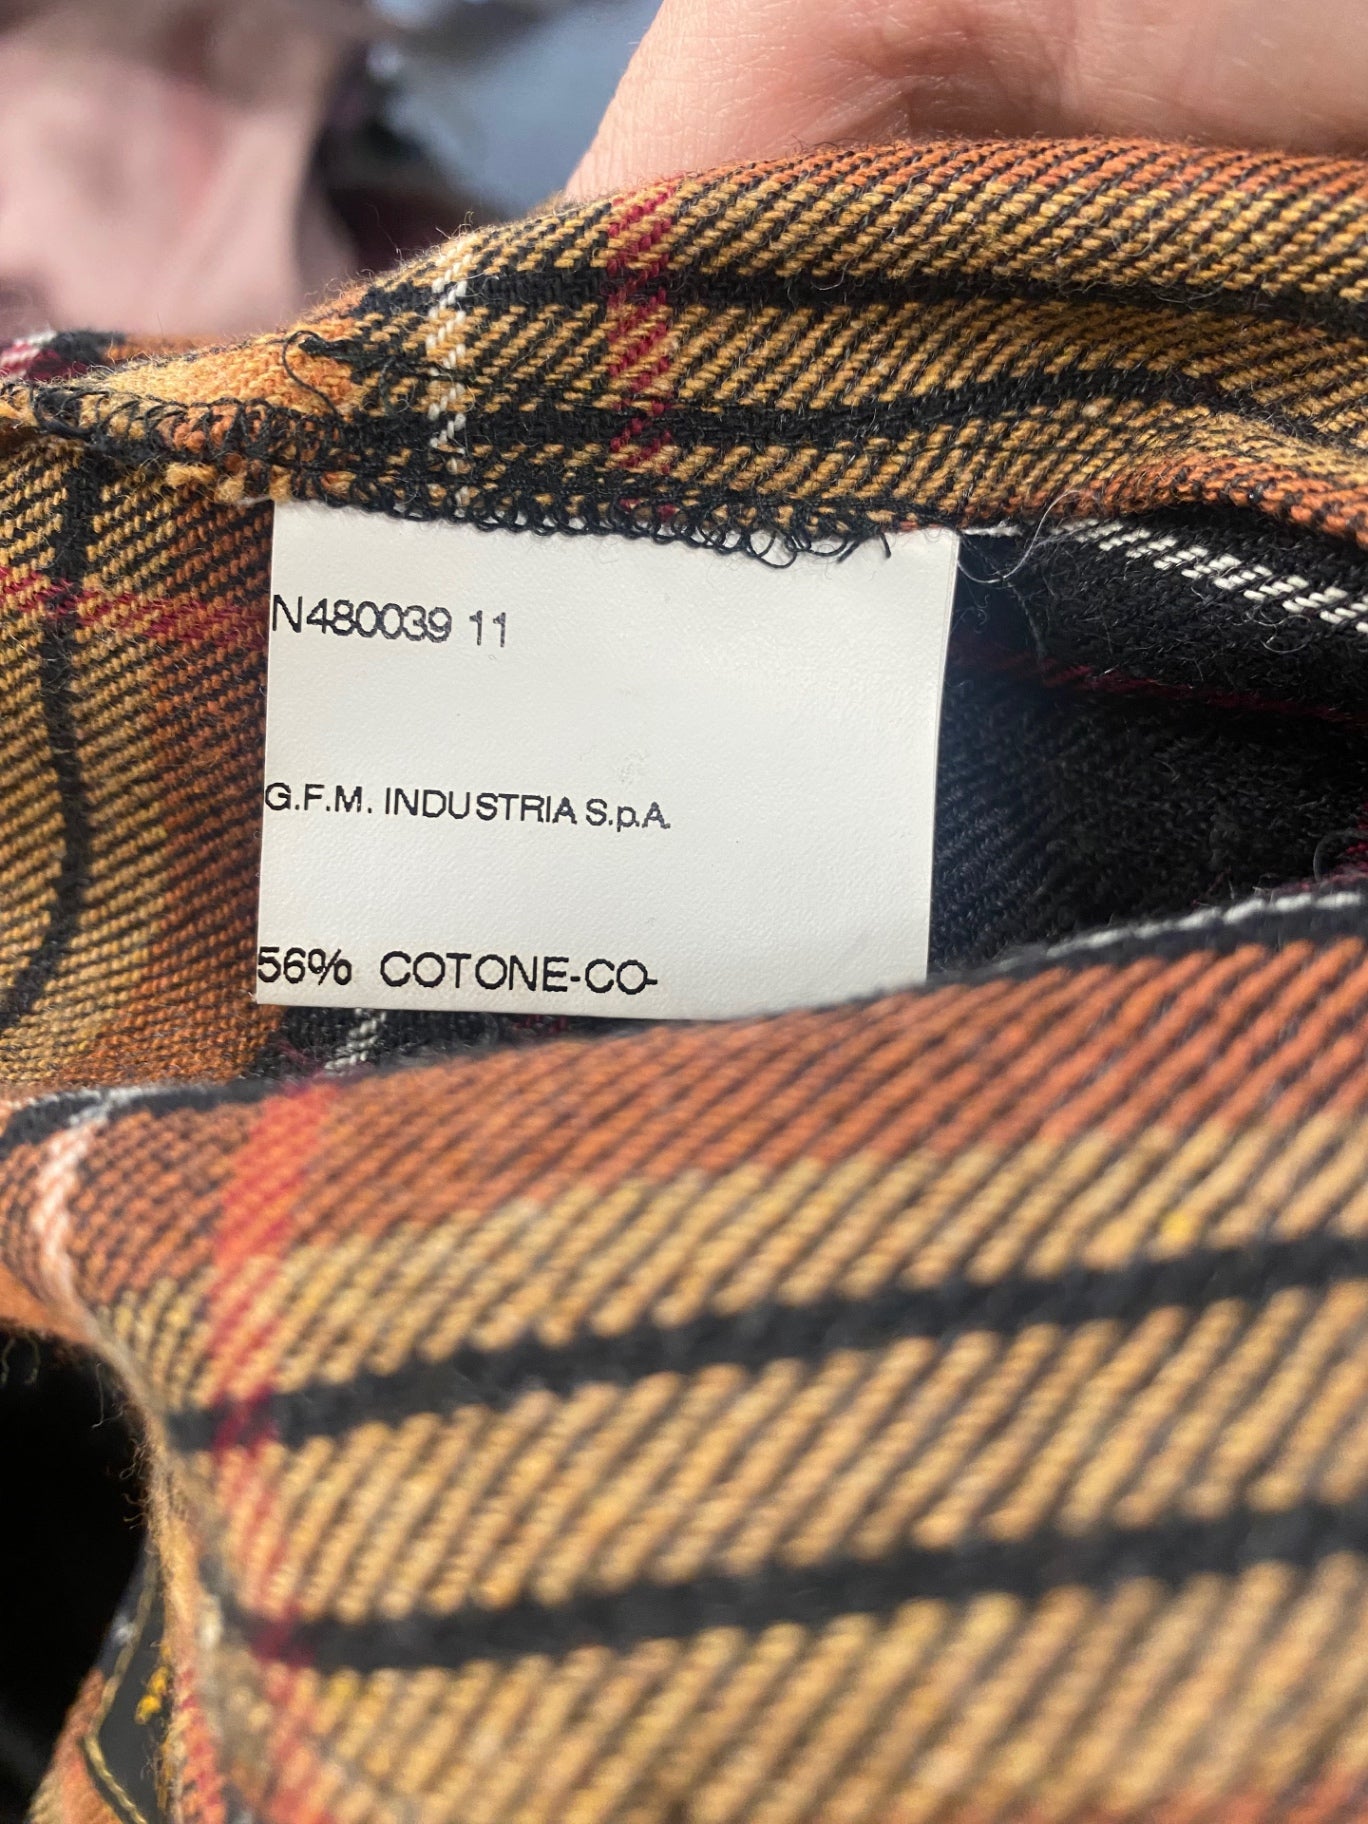 N480039 11
G.F.M. INDUSTRIA S.p.A.
56% COTONE-CO-